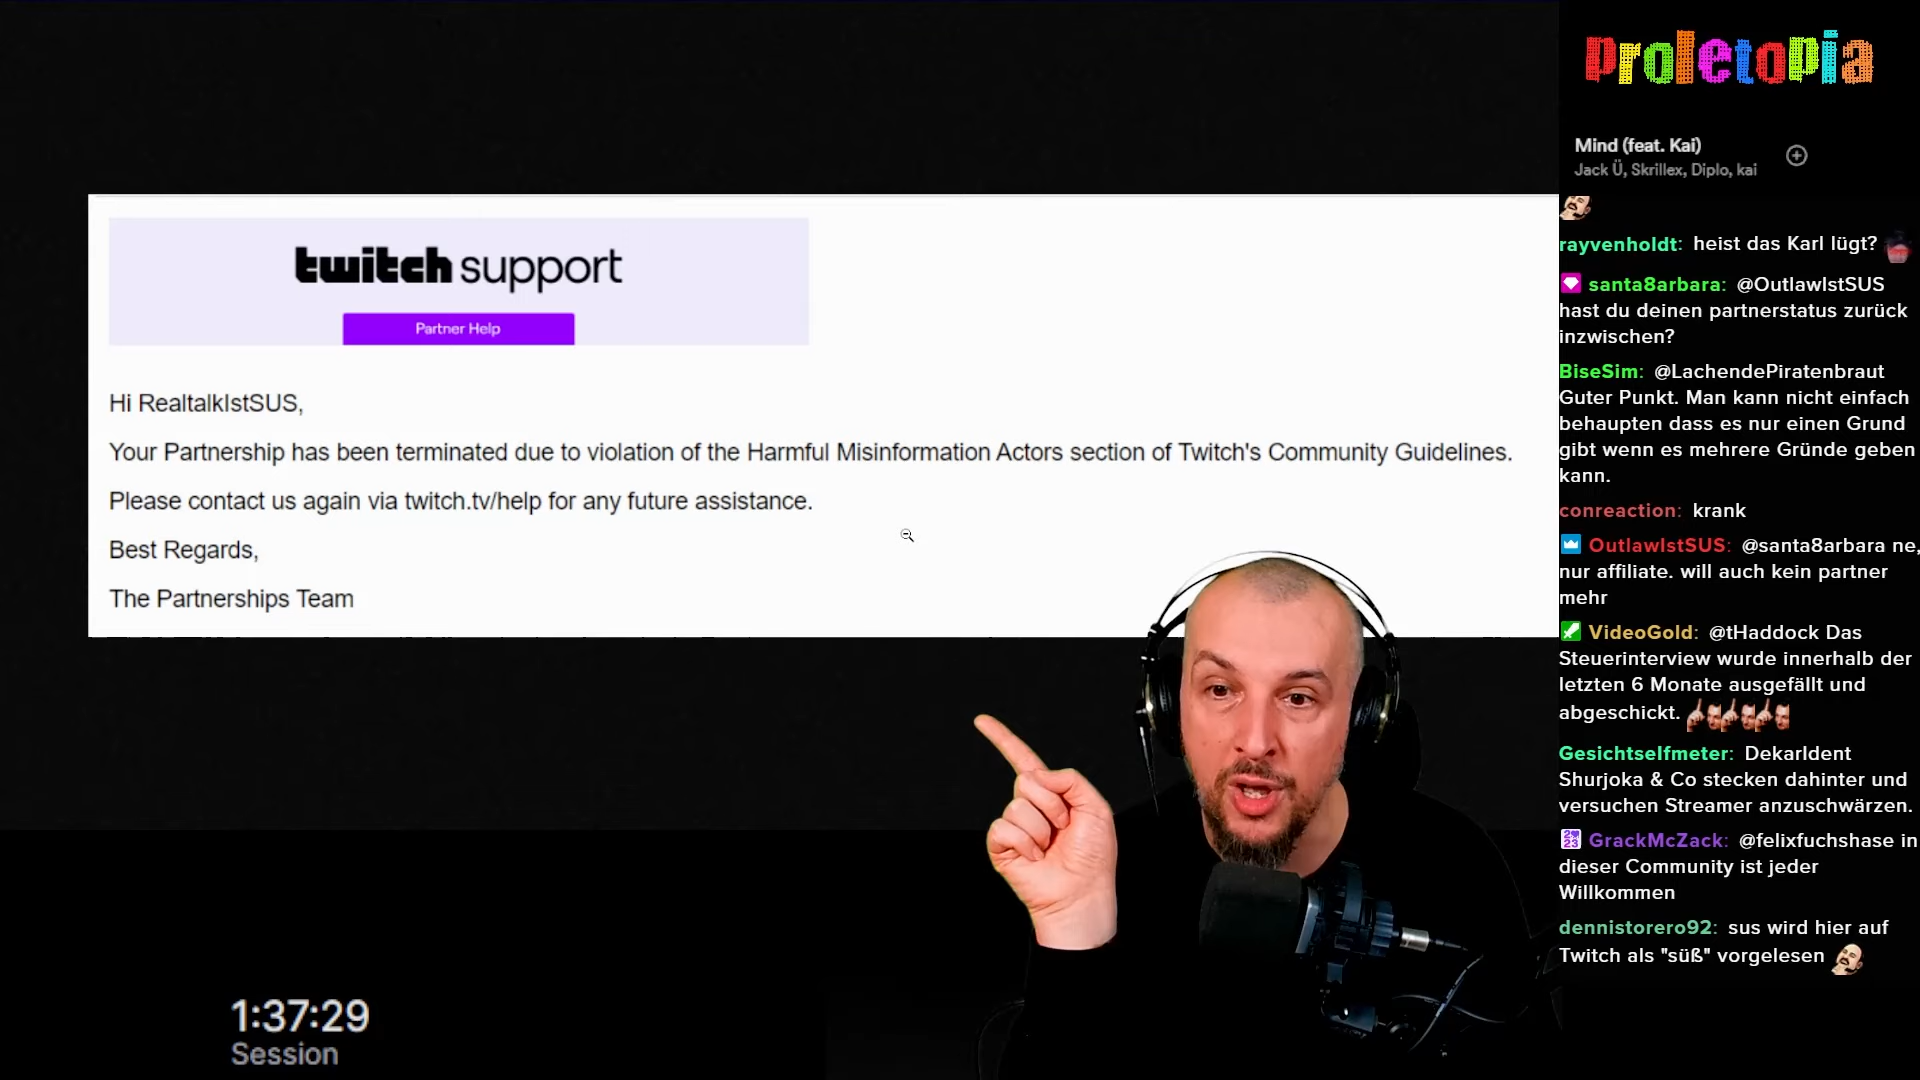 Proletopia
Mind (feat. Kai)
Jack Ü, Skrillex, Diplo, kai
twitch support
Partner Help
Hi RealtalkIstSUS,
Your Partnership has been terminated due to violation of the Harmful Misinformation Actors section of Twitch's Community Guidelines.
Please contact us again via twitch.tv/help for any future assistance.
Best Regards,
The Partnerships Team
rayvenholdt: heist das Karl lügt?
santa8arbara: @OutlawIstSUS
hast du deinen partnerstatus zurück
inzwischen?
BiseSim: @LachendePiratenbraut
Guter Punkt. Man kann nicht einfach
behaupten dass es nur einen Grund
gibt wenn es mehrere Gründe geben
kann.
conreaction: krank
OutlawIstSUS: @santa8arbara ne,
nur affiliate. will auch kein partner
mehr
VideoGold: @tHaddock Das
Steuerinterview wurde innerhalb der
letzten 6 Monate ausgefällt und
abgeschickt.
Gesichtselfmeter: DekarIdent
Shurjoka & Co stecken dahinter und
versuchen Streamer anzuschwärzen.
GrackMcZack: @felixfuchshase in
dieser Community ist jeder
Willkommen
dennistorero92: sus wird hier auf
Twitch als "süß" vorgelesen
1:37:29
Session